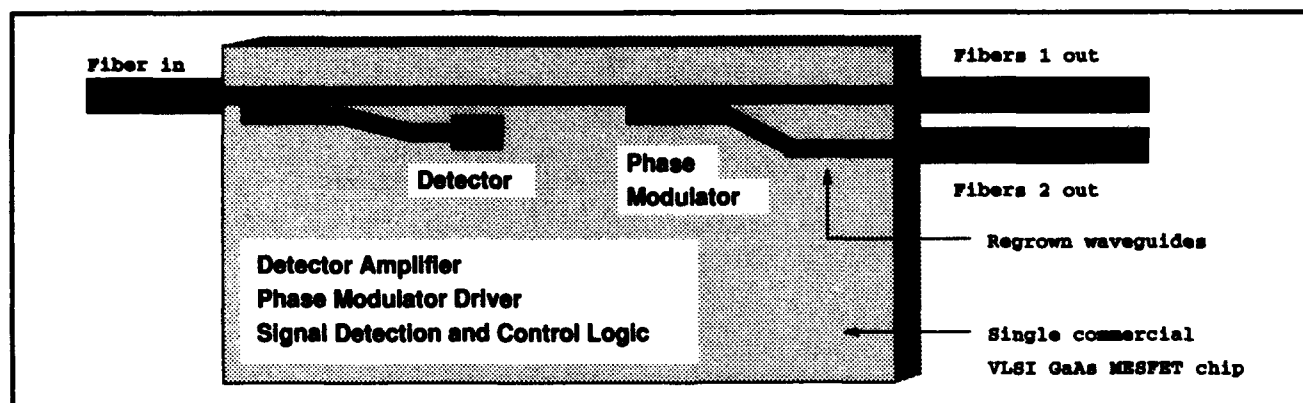 Fiber in
Fibers 1 out
Detector
Phase
Modulator
Fibers 2 out
Regrown waveguides
Detector Amplifier
Phase Modulator Driver
Signal Detection and Control Logic
Single commercial
VLSI GaAs MESFET chip